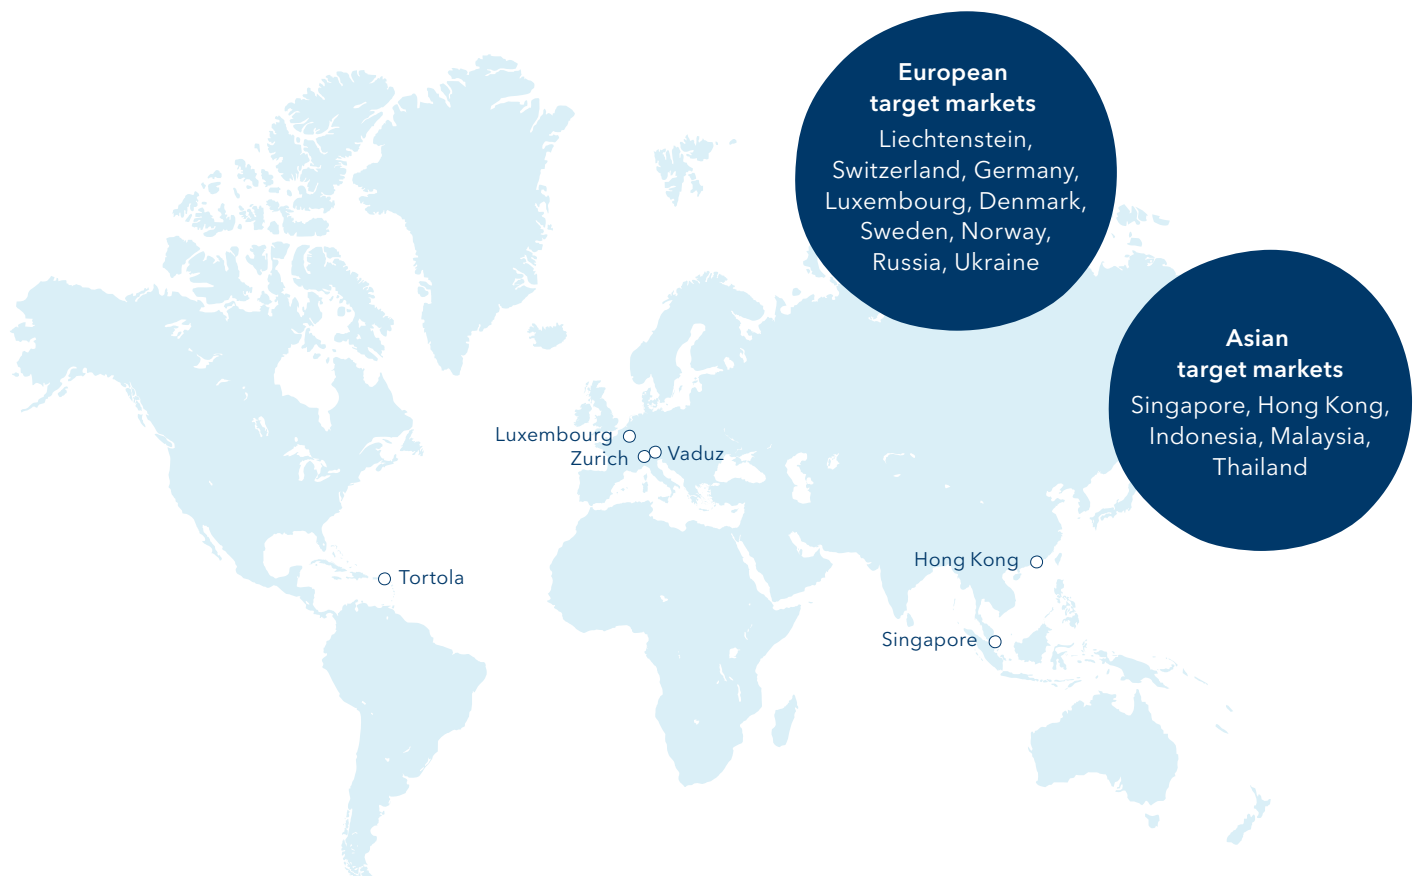 European
target markets
Liechtenstein,
Switzerland, Germany,
Luxembourg, Denmark,
Sweden, Norway,
Russia, Ukraine
Asian
target markets
Singapore, Hong Kong,
Indonesia, Malaysia,
Thailand
Luxembourg
Zurich
Vaduz
Hong Kong
Tortola
Singapore